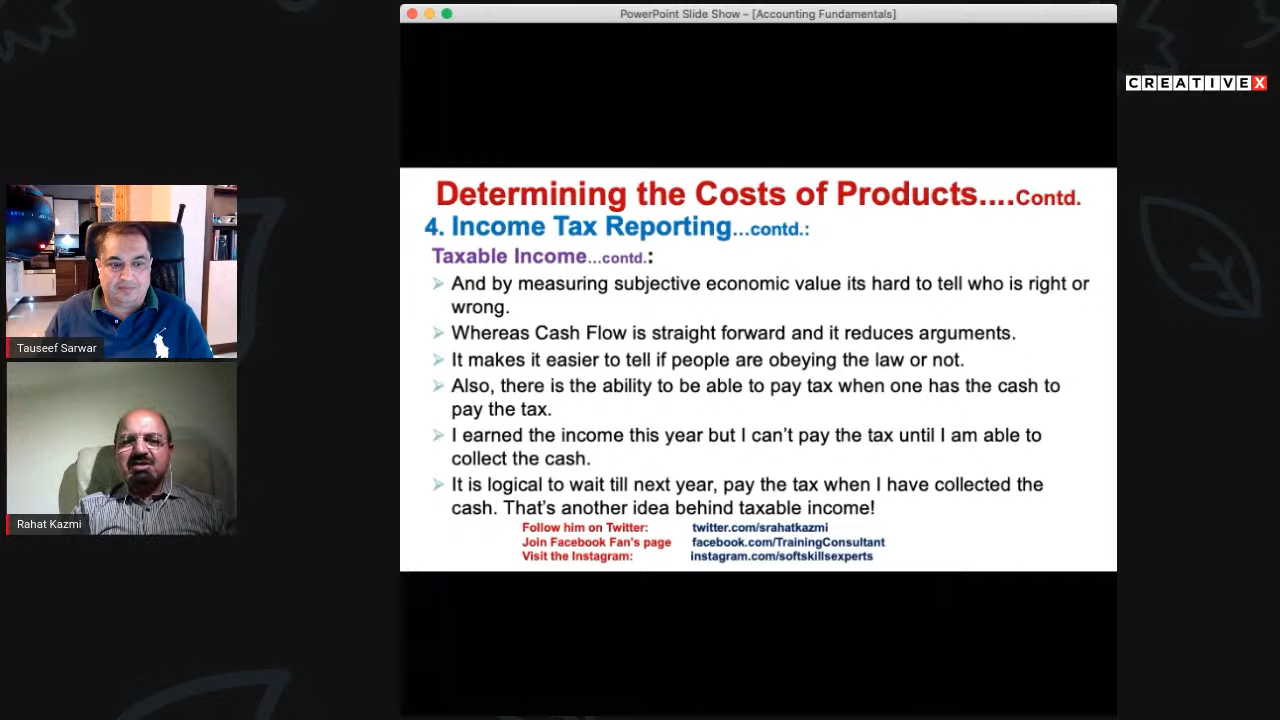 PowerPoint Slide Show – [Accounting Fundamentals]
CREATIVEX
Determining the Costs of Products....Contd.
4. Income Tax Reporting...contd.:
Taxable Income...contd.:
And by measuring subjective economic value its hard to tell who is right or
wrong.
Whereas Cash Flow is straight forward and it reduces arguments.
It makes it easier to tell if people are obeying the law or not.
Also, there is the ability to be able to pay tax when one has the cash to
pay the tax.
I earned the income this year but I can’t pay the tax until I am able to
collect the cash.
It is logical to wait till next year, pay the tax when I have collected the
cash. That’s another idea behind taxable income!
Follow him on Twitter: twitter.com/srahatkazmi
Join Facebook Fan's page facebook.com/TrainingConsultant
Visit the Instagram: instagram.com/softskillsexperts
Tauseef Sarwar
Rahat Kazmi